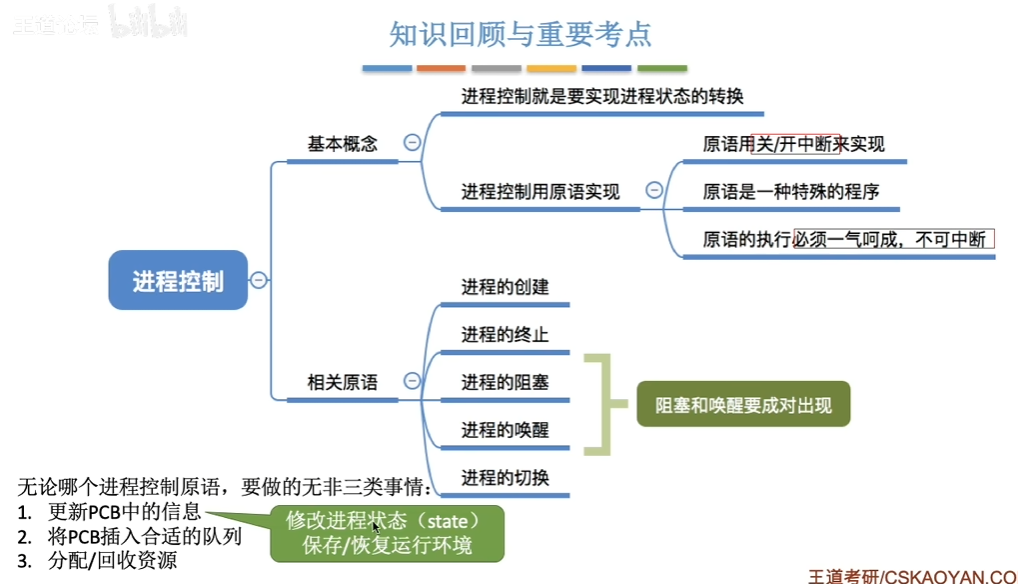 知识回顾与重要考点
进程控制就是要实现进程状态的转换
基本概念
原语用关/开中断来实现
进程控制用原语实现
原语是一种特殊的程序
原语的执行必须一气呵成，不可中断
进程控制
进程的创建
进程的终止
相关原语
进程的阻塞
阻塞和唤醒要成对出现
进程的唤醒
进程的切换
无论哪个进程控制原语，要做的无非三类事情：
1. 更新PCB中的信息
2. 将PCB插入合适的队列
3. 分配/回收资源
修改进程状态（state）
保存/恢复运行环境
王道考研/CSKAOYAN.CO